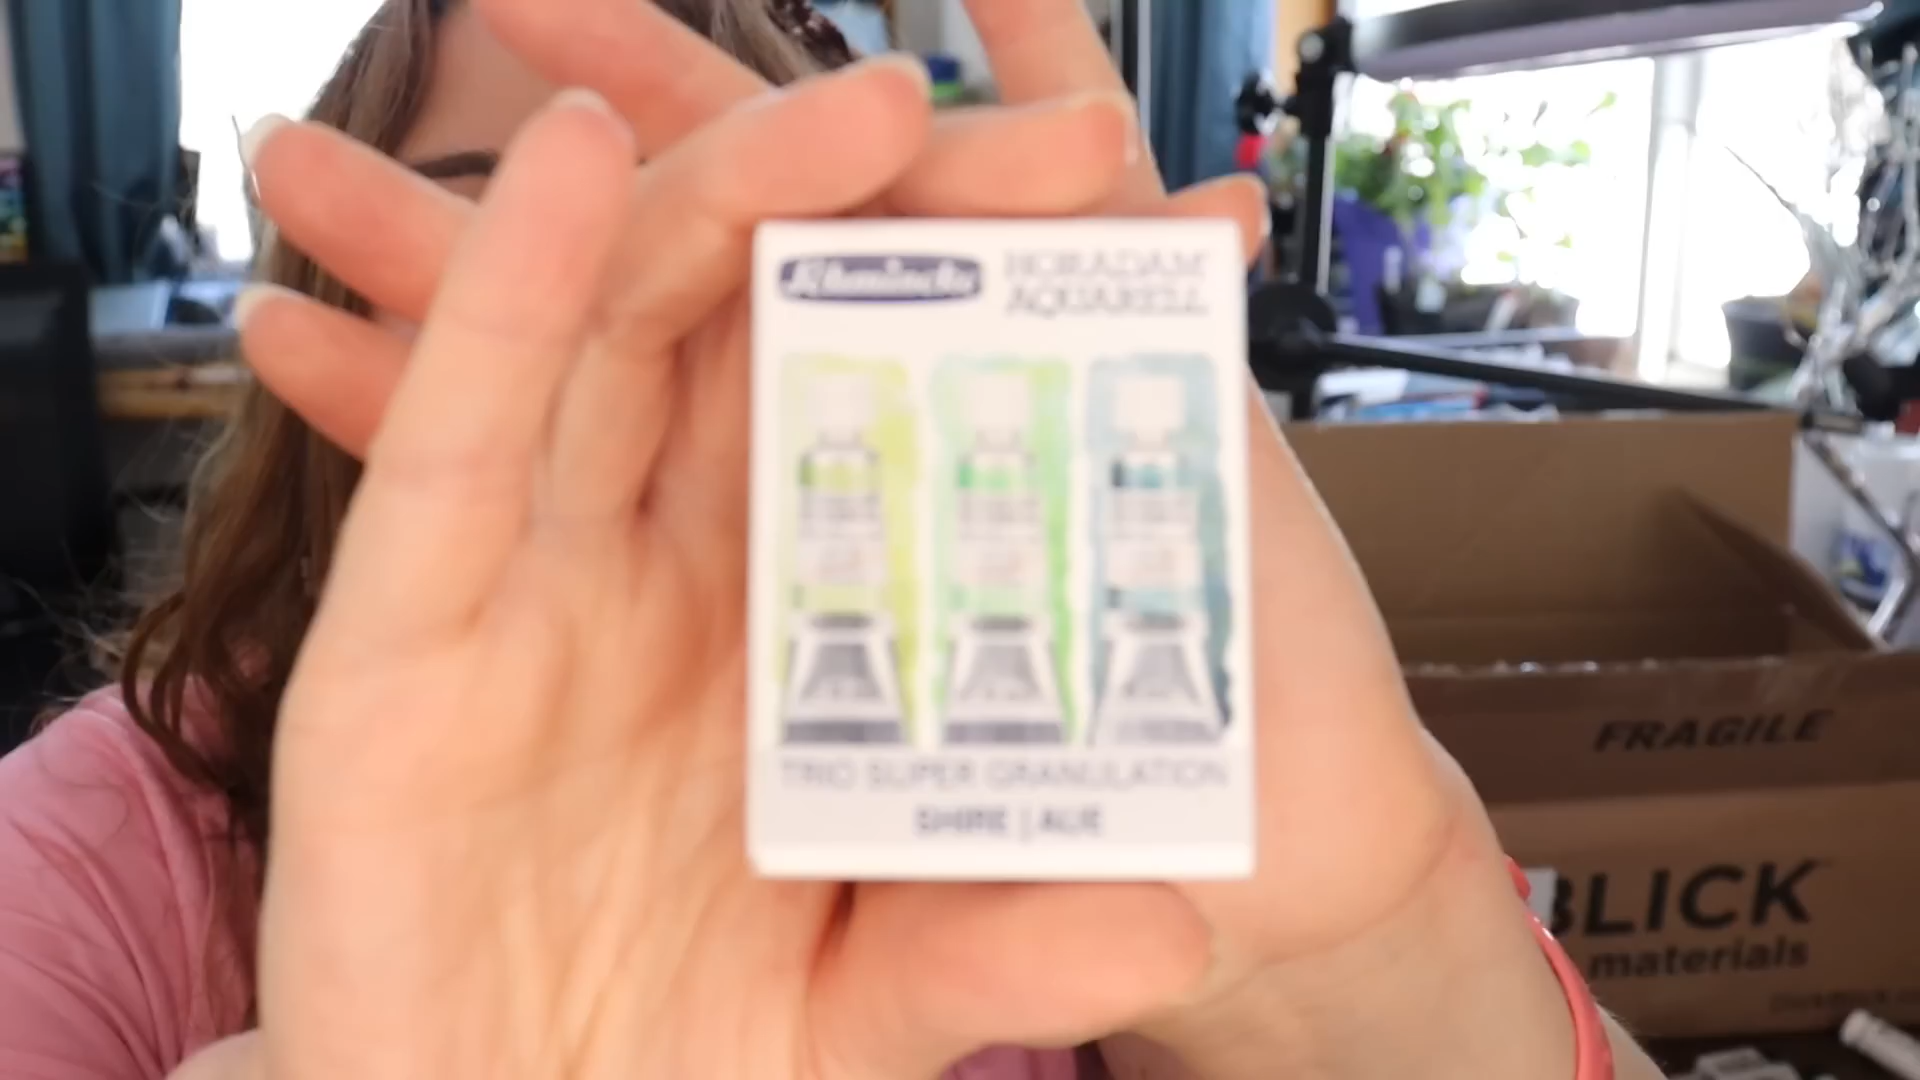 Schmincke
HORADAM
AQUARELL
TRIO SUPER GRANULATION
SHIRE | AUE
FRAGILE
BLICK
materials